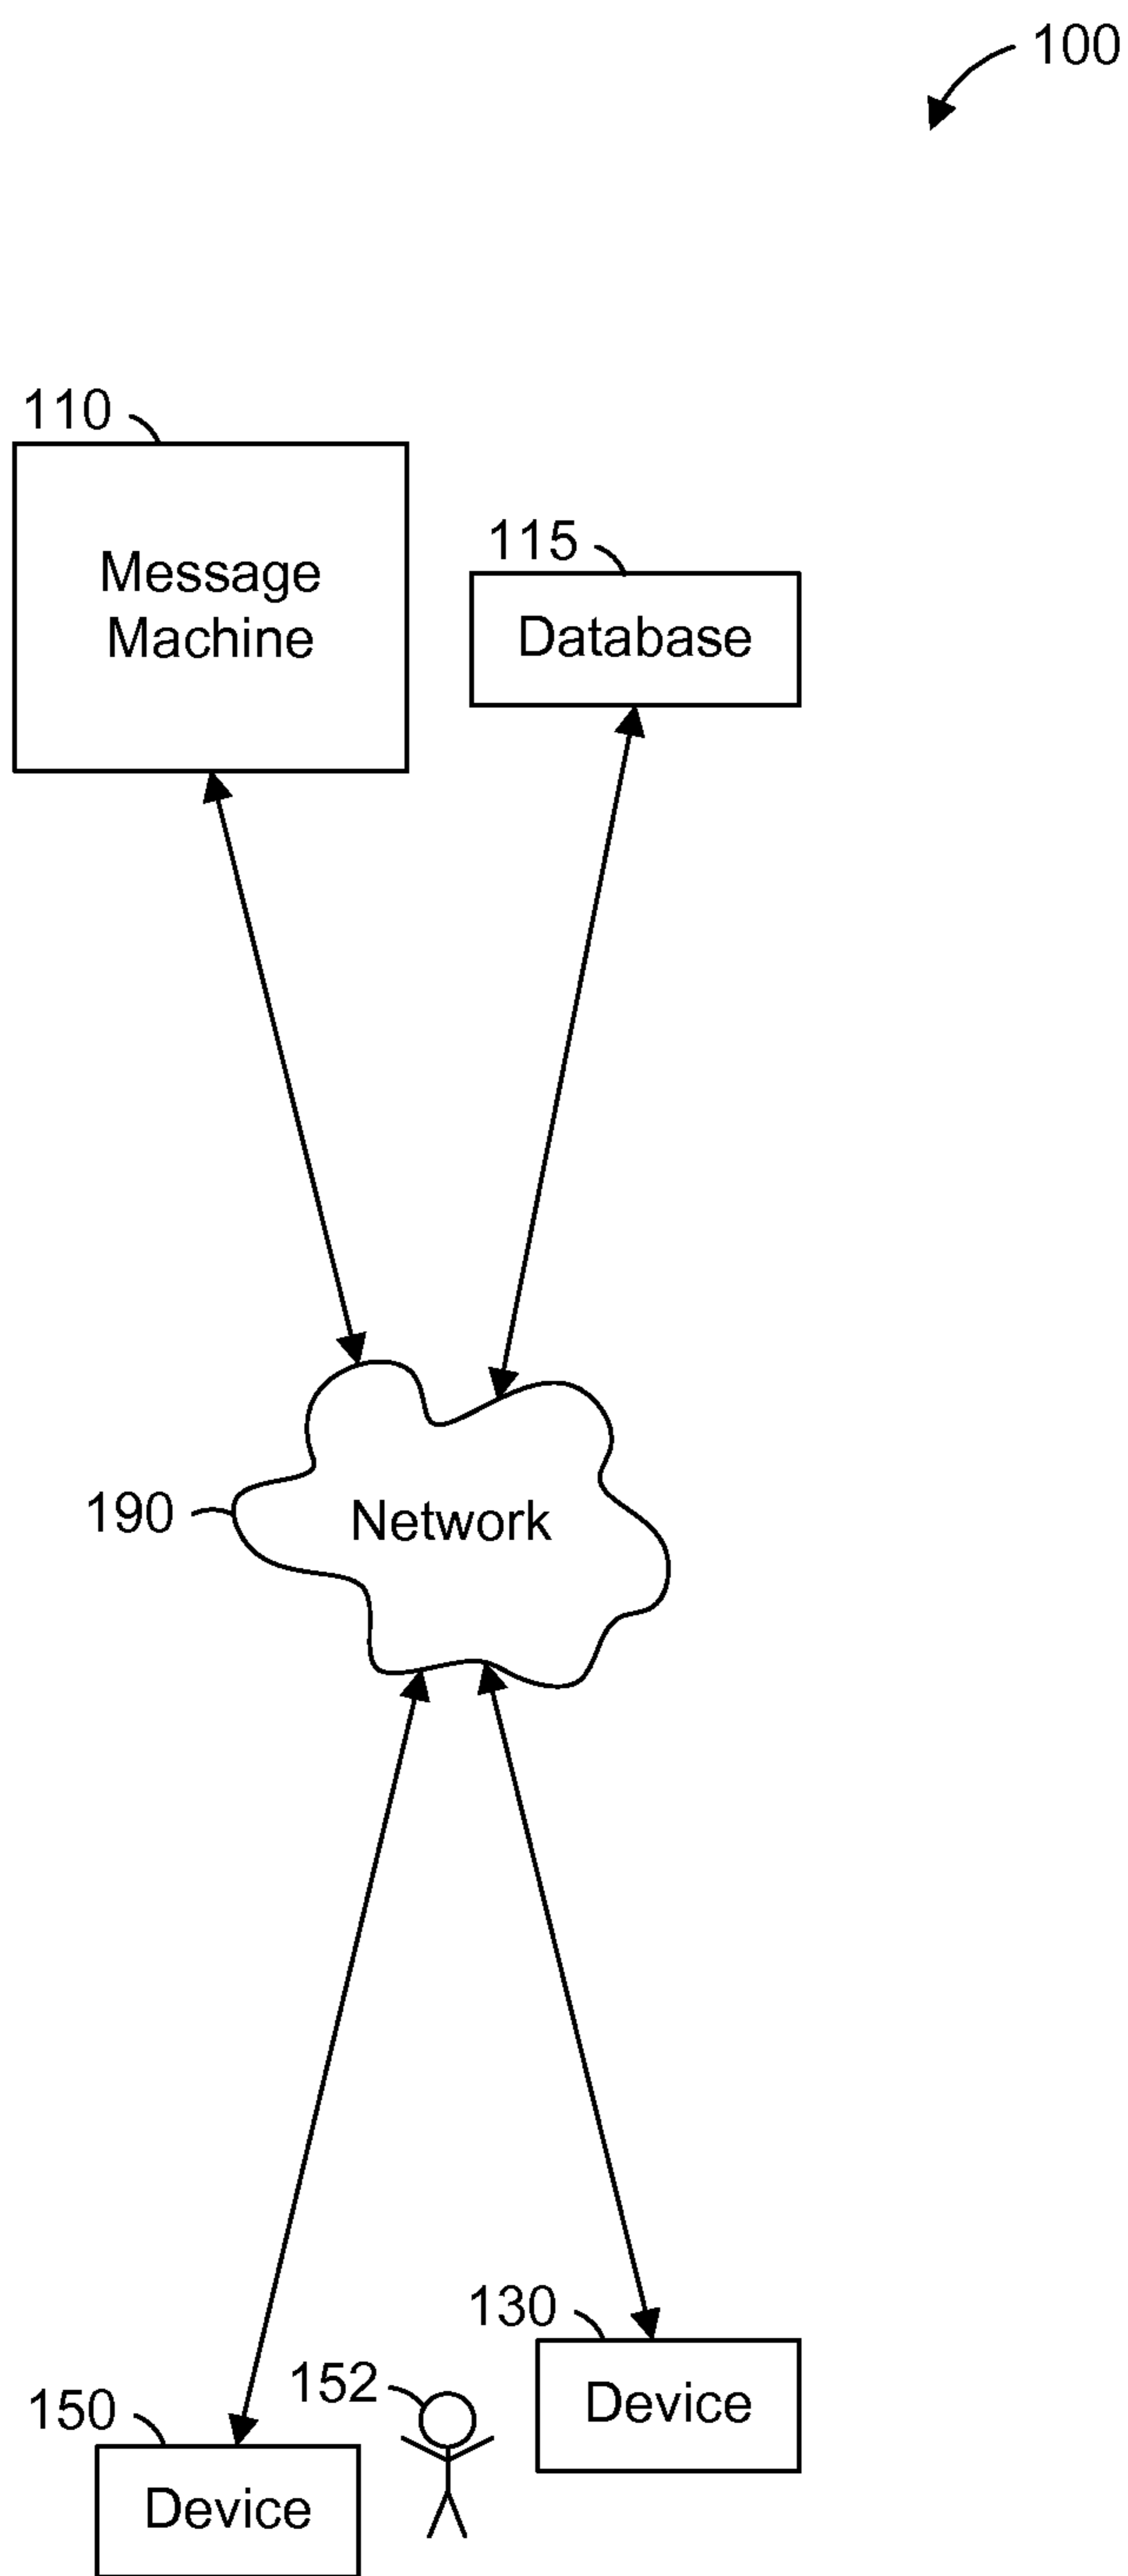 100
110
Message
Machine
115
Database
190
Network
130
Device
152
150
Device